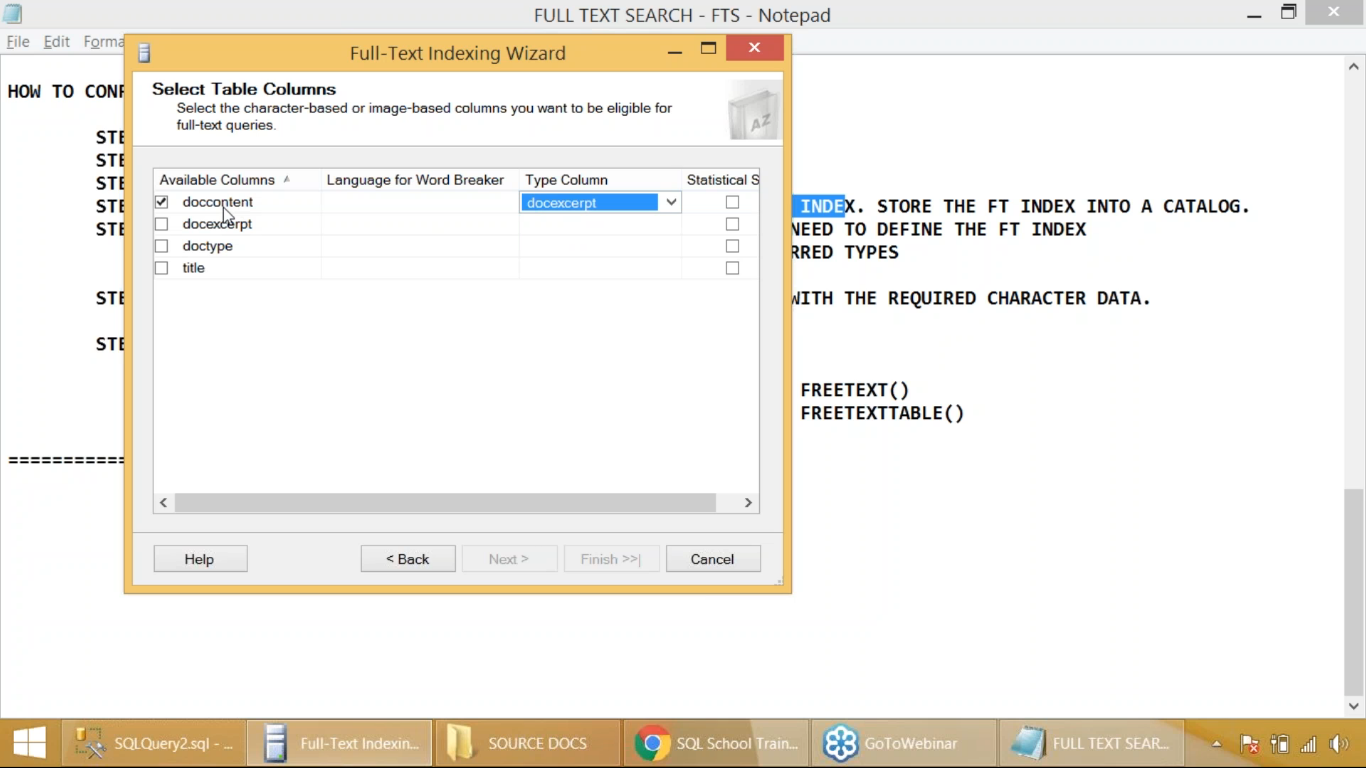 FULL TEXT SEARCH - FTS - Notepad
File Edit Forma
Full-Text Indexing Wizard
Select Table Columns
Select the character-based or image-based columns you want to be eligible for
full-text queries.
AZ
HOW TO CONF
STE
STE
STE
STE INDEX. STORE THE FT INDEX INTO A CATALOG.
STE NEED TO DEFINE THE FT INDEX
RRED TYPES
STE WITH THE REQUIRED CHARACTER DATA.
STE
FREETEXT()
FREETEXTTABLE()
============
Available Columns Language for Word Breaker Type Column Statistical S
doccontent docexcerpt
docexcerpt
doctype
title
Help < Back Next > Finish >>| Cancel
SQLQuery2.sql - ... Full-Text Indexin... SOURCE DOCS SQL School Train... GoToWebinar FULL TEXT SEAR...